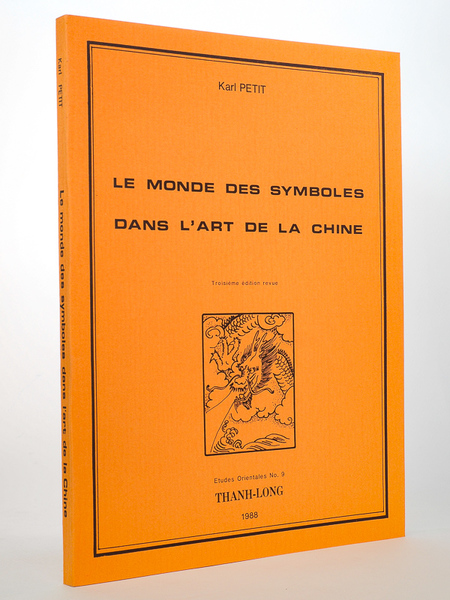 Karl PETIT
Le monde des symboles dans l'art de la Chine
Karl PETIT
LE MONDE DES SYMBOLES
DANS L'ART DE LA CHINE
Troisième édition revue
Etudes Orientales No. 9
THANH-LONG
1988